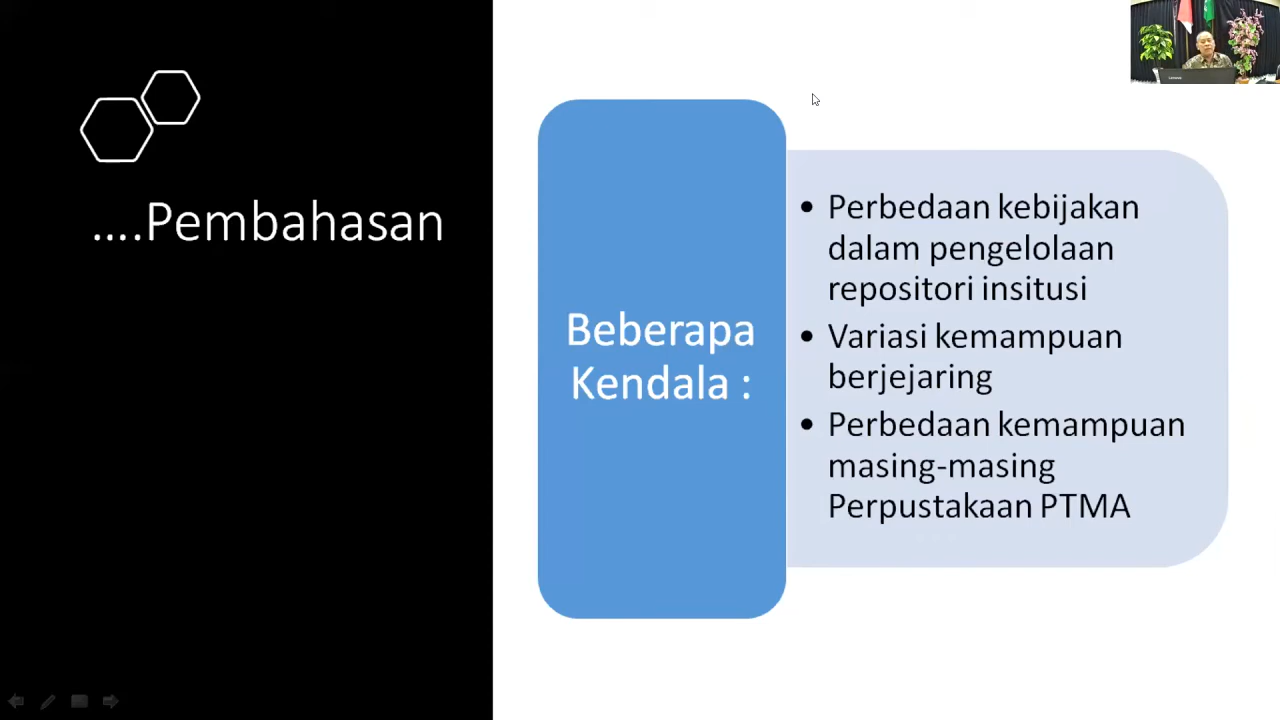 ....Pembahasan
Beberapa
Kendala :
• Perbedaan kebijakan
dalam pengelolaan
repositori insitusi
• Variasi kemampuan
berjejaring
• Perbedaan kemampuan
masing-masing
Perpustakaan PTMA